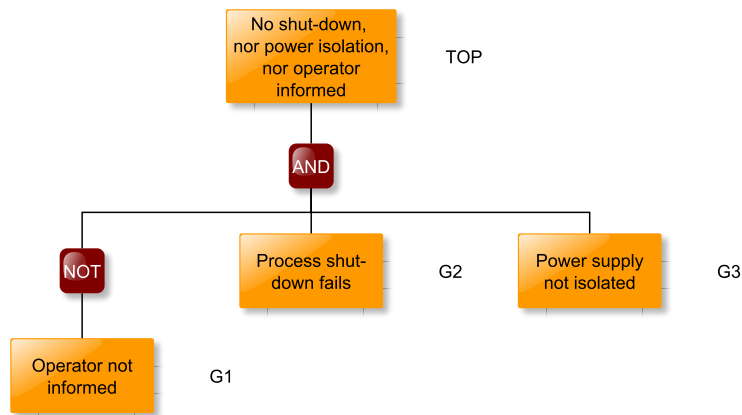 No shut-down,
nor power isolation,
nor operator
informed
TOP
AND
NOT
Process shut-
down fails
G2
Power supply
not isolated
G3
Operator not
informed
G1